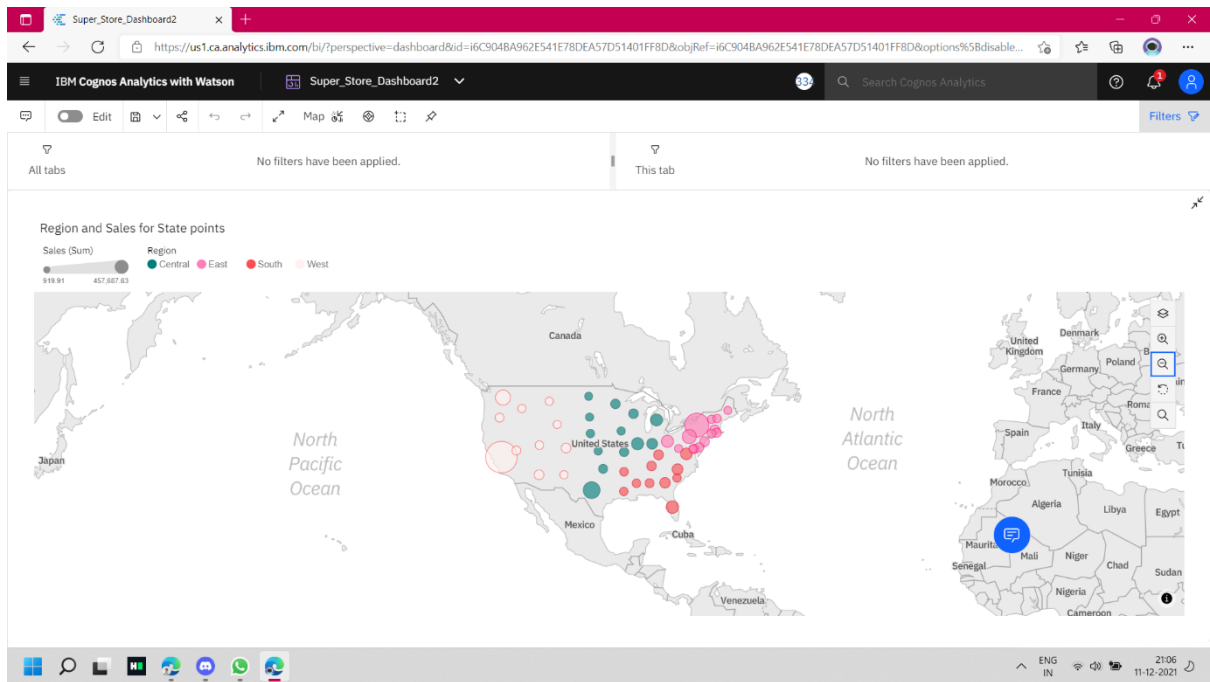 Super_Store_Dashboard2
https://us1.ca.analytics.ibm.com/bi/?perspective=dashboard&id=i6C904BA962E541E78DEA57D51401FF8D&objRef=i6C904BA962E541E78DEA57D51401FF8D&options%5Bdisable...
IBM Cognos Analytics with Watson
Super_Store_Dashboard2
334
Search Cognos Analytics
1
Edit
Map
Filters
All tabs
No filters have been applied.
This tab
No filters have been applied.
Region and Sales for State points
Sales (Sum)
919.91 457,687.63
Region
Central East South West
Canada
United Kingdom
Denmark
Germany
Poland
France
Roma
Italy
Spain
Greece
Tu
Japan
North
Pacific
Ocean
United States
North
Atlantic
Ocean
Tunisia
Morocco
Algeria
Libya
Egypt
Mexico
Cuba
Maurita
Mali
Niger
Chad
Sudan
Senegal
Nigeria
Cameroon
Venezuela
ENG
IN
21:06
11-12-2021